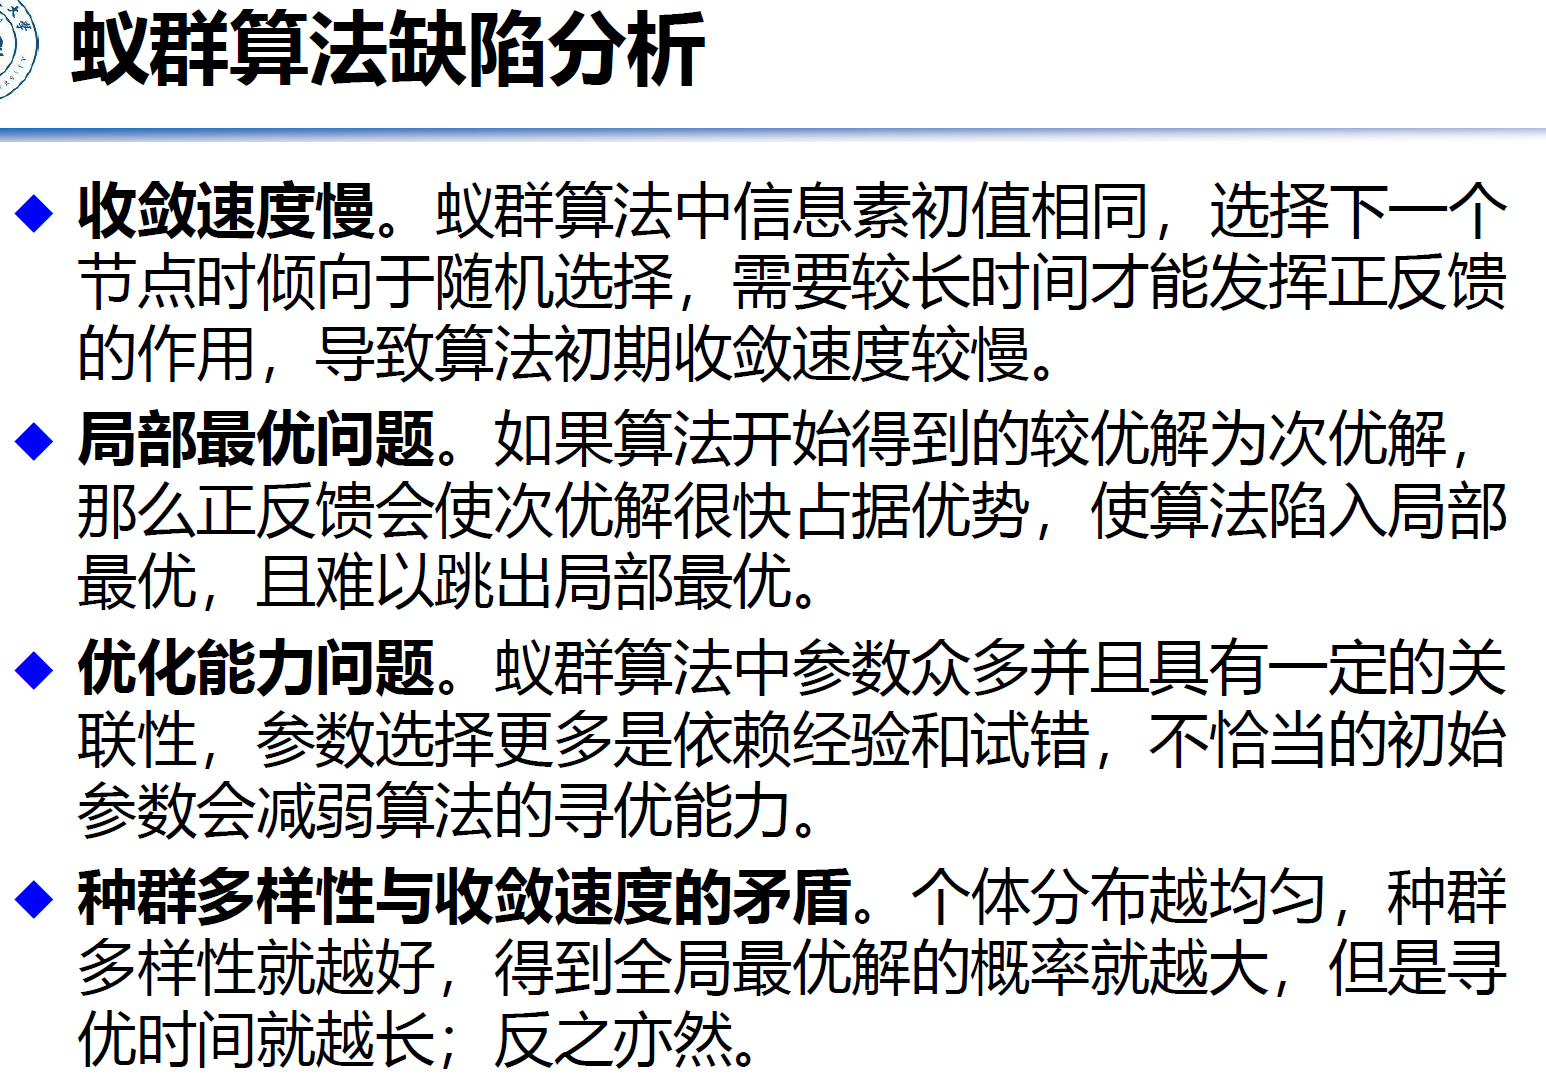 蚁群算法缺陷分析
收敛速度慢。蚁群算法中信息素初值相同，选择下一个
节点时倾向于随机选择，需要较长时间才能发挥正反馈
的作用，导致算法初期收敛速度较慢。
局部最优问题。如果算法开始得到的较优解为次优解，
那么正反馈会使次优解很快占据优势，使算法陷入局部
最优，且难以跳出局部最优。
优化能力问题。蚁群算法中参数众多并且具有一定的关
联性，参数选择更多是依赖经验和试错，不恰当的初始
参数会减弱算法的寻优能力。
种群多样性与收敛速度的矛盾。个体分布越均匀，种群
多样性就越好，得到全局最优解的概率就越大，但是寻
优时间就越长；反之亦然。